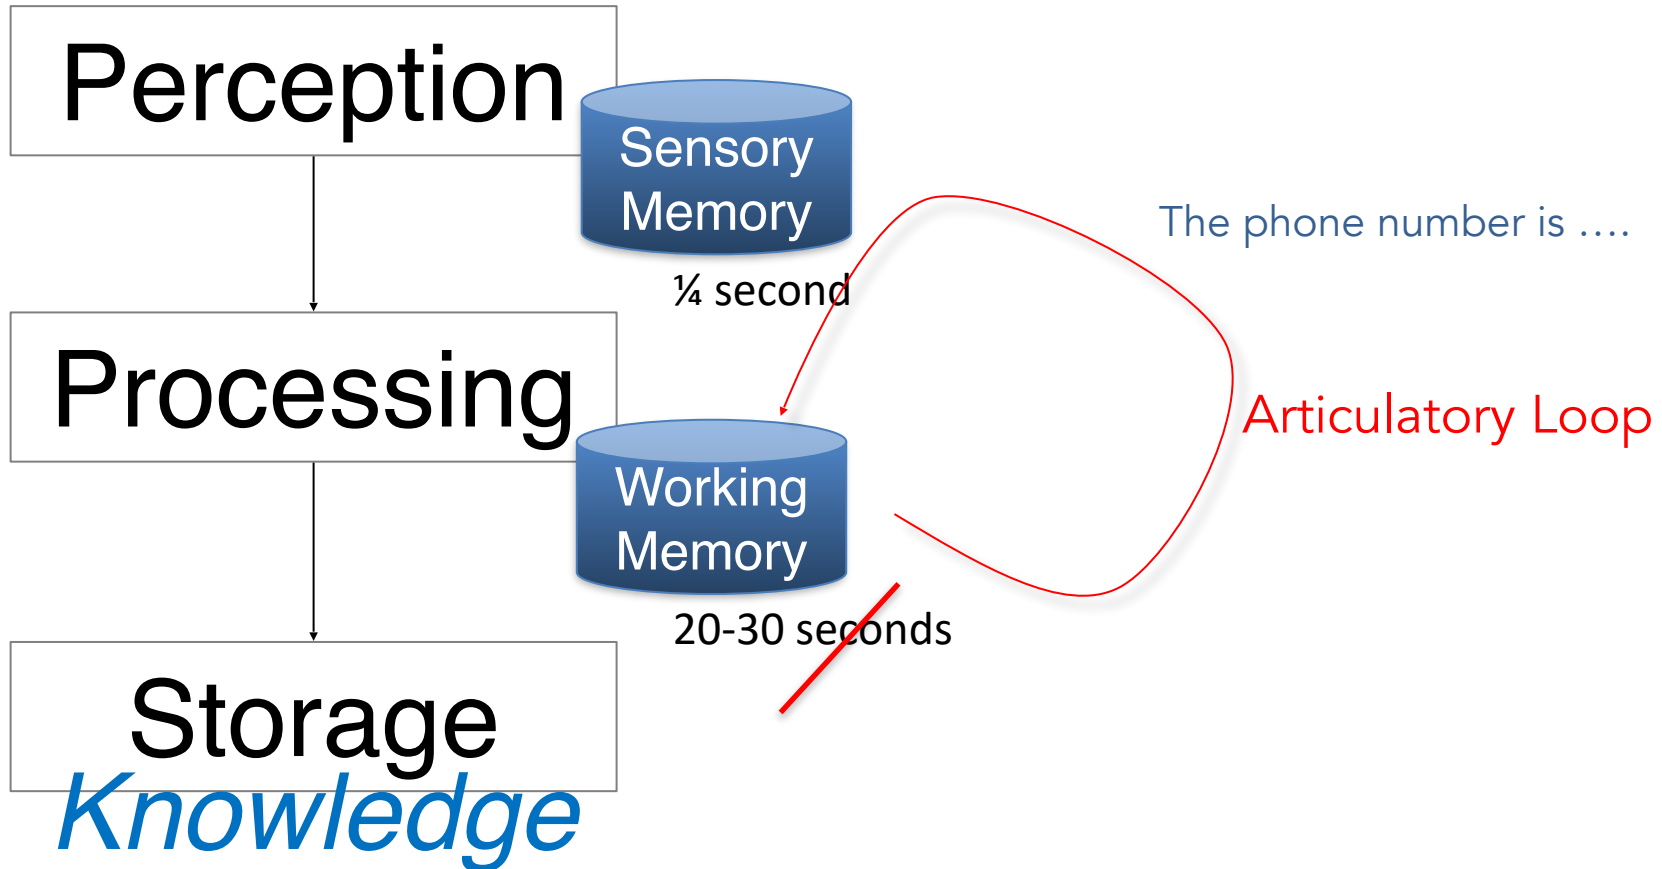 Perception
Sensory
Memory
¼ second
The phone number is ....
Processing
Articulatory Loop
Working
Memory
20-30 seconds
Storage
Knowledge